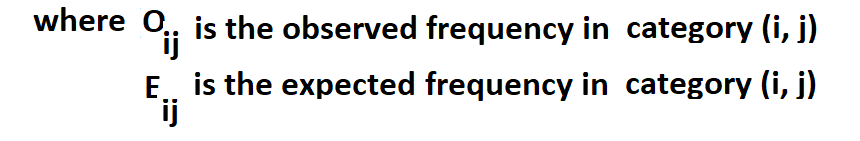 where O_ij is the observed frequency in category (i, j)
E_ij is the expected frequency in category (i, j)